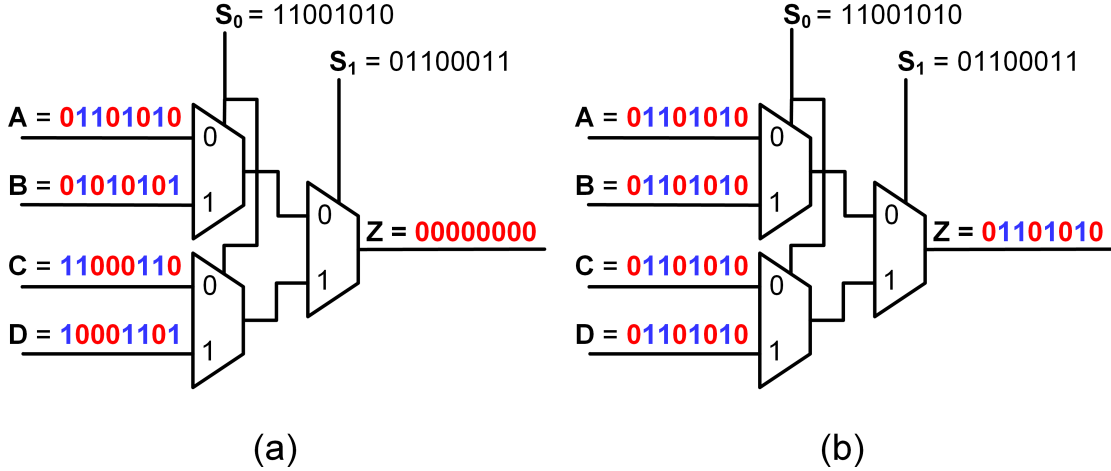 S0 = 11001010
S1 = 01100011
A = 01101010
0
B = 01010101
1
0
Z = 00000000
C = 11000110
0
1
D = 10001101
1
(a)
S0 = 11001010
S1 = 01100011
A = 01101010
0
B = 01101010
1
0
Z = 01101010
C = 01101010
0
1
D = 01101010
1
(b)